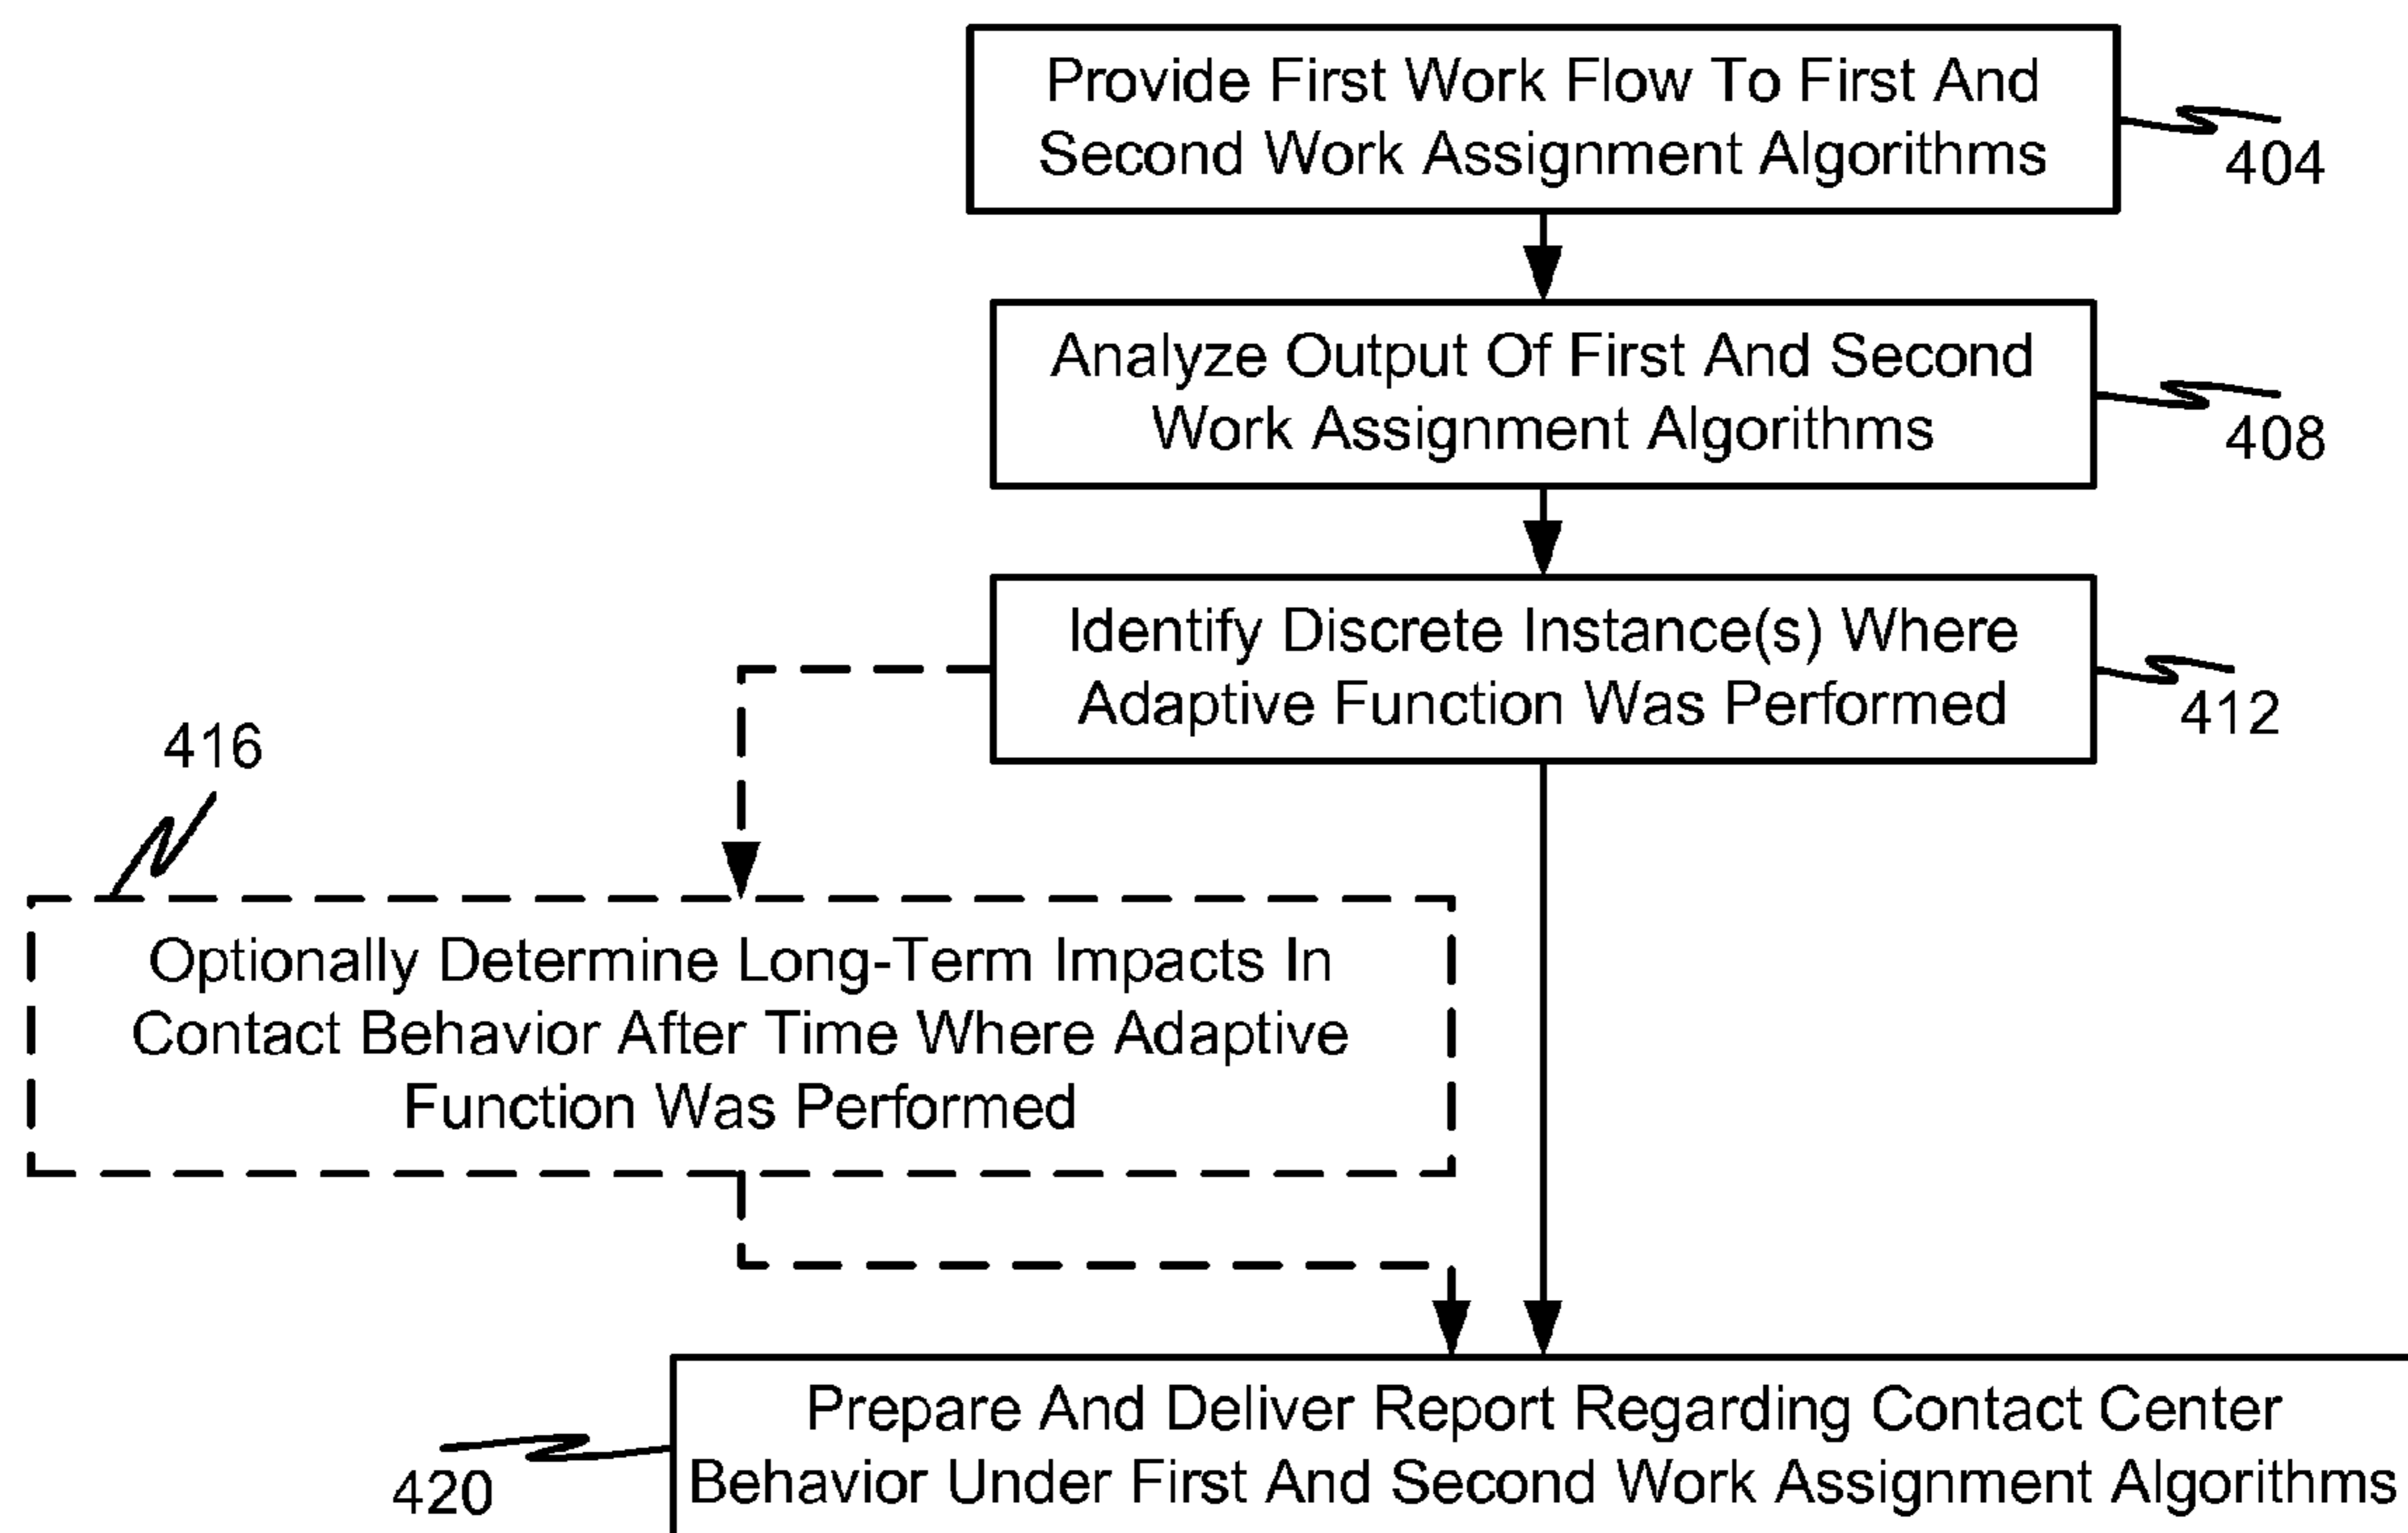 Provide First Work Flow To First And
Second Work Assignment Algorithms
404
Analyze Output Of First And Second
Work Assignment Algorithms
408
Identify Discrete Instance(s) Where
Adaptive Function Was Performed
412
416
Optionally Determine Long-Term Impacts In
Contact Behavior After Time Where Adaptive
Function Was Performed
Prepare And Deliver Report Regarding Contact Center
Behavior Under First And Second Work Assignment Algorithms
420